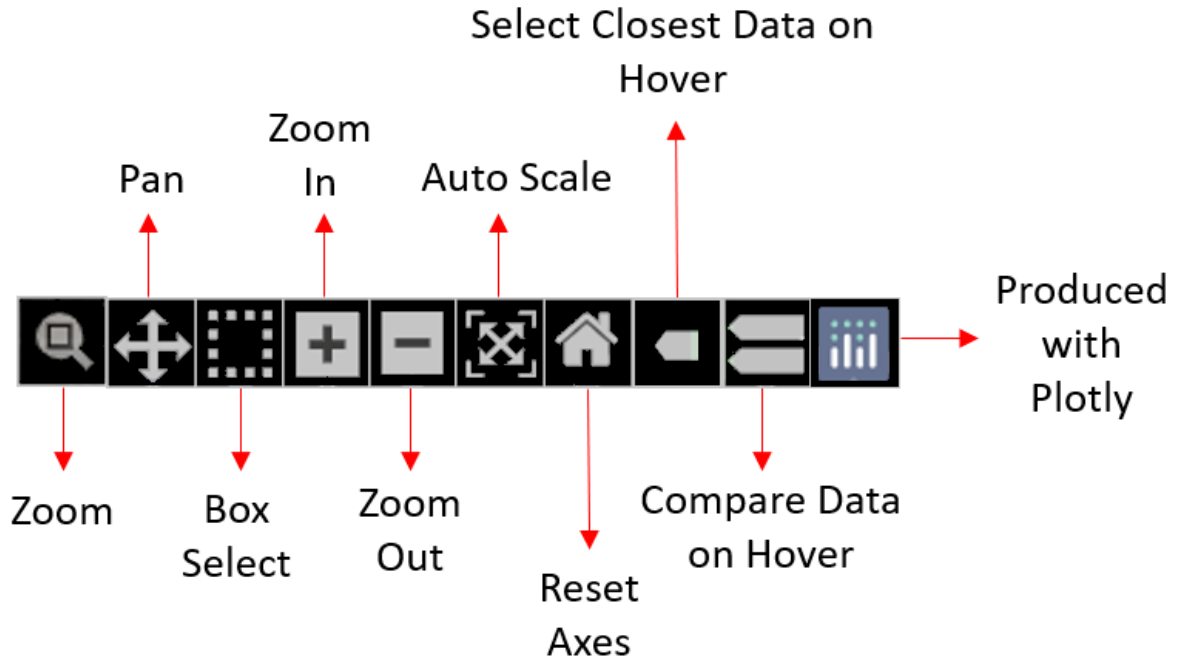 Select Closest Data on
Hover
Zoom
In
Pan
Auto Scale
Produced
with
Plotly
Zoom
Box
Select
Zoom
Out
Compare Data
on Hover
Reset
Axes